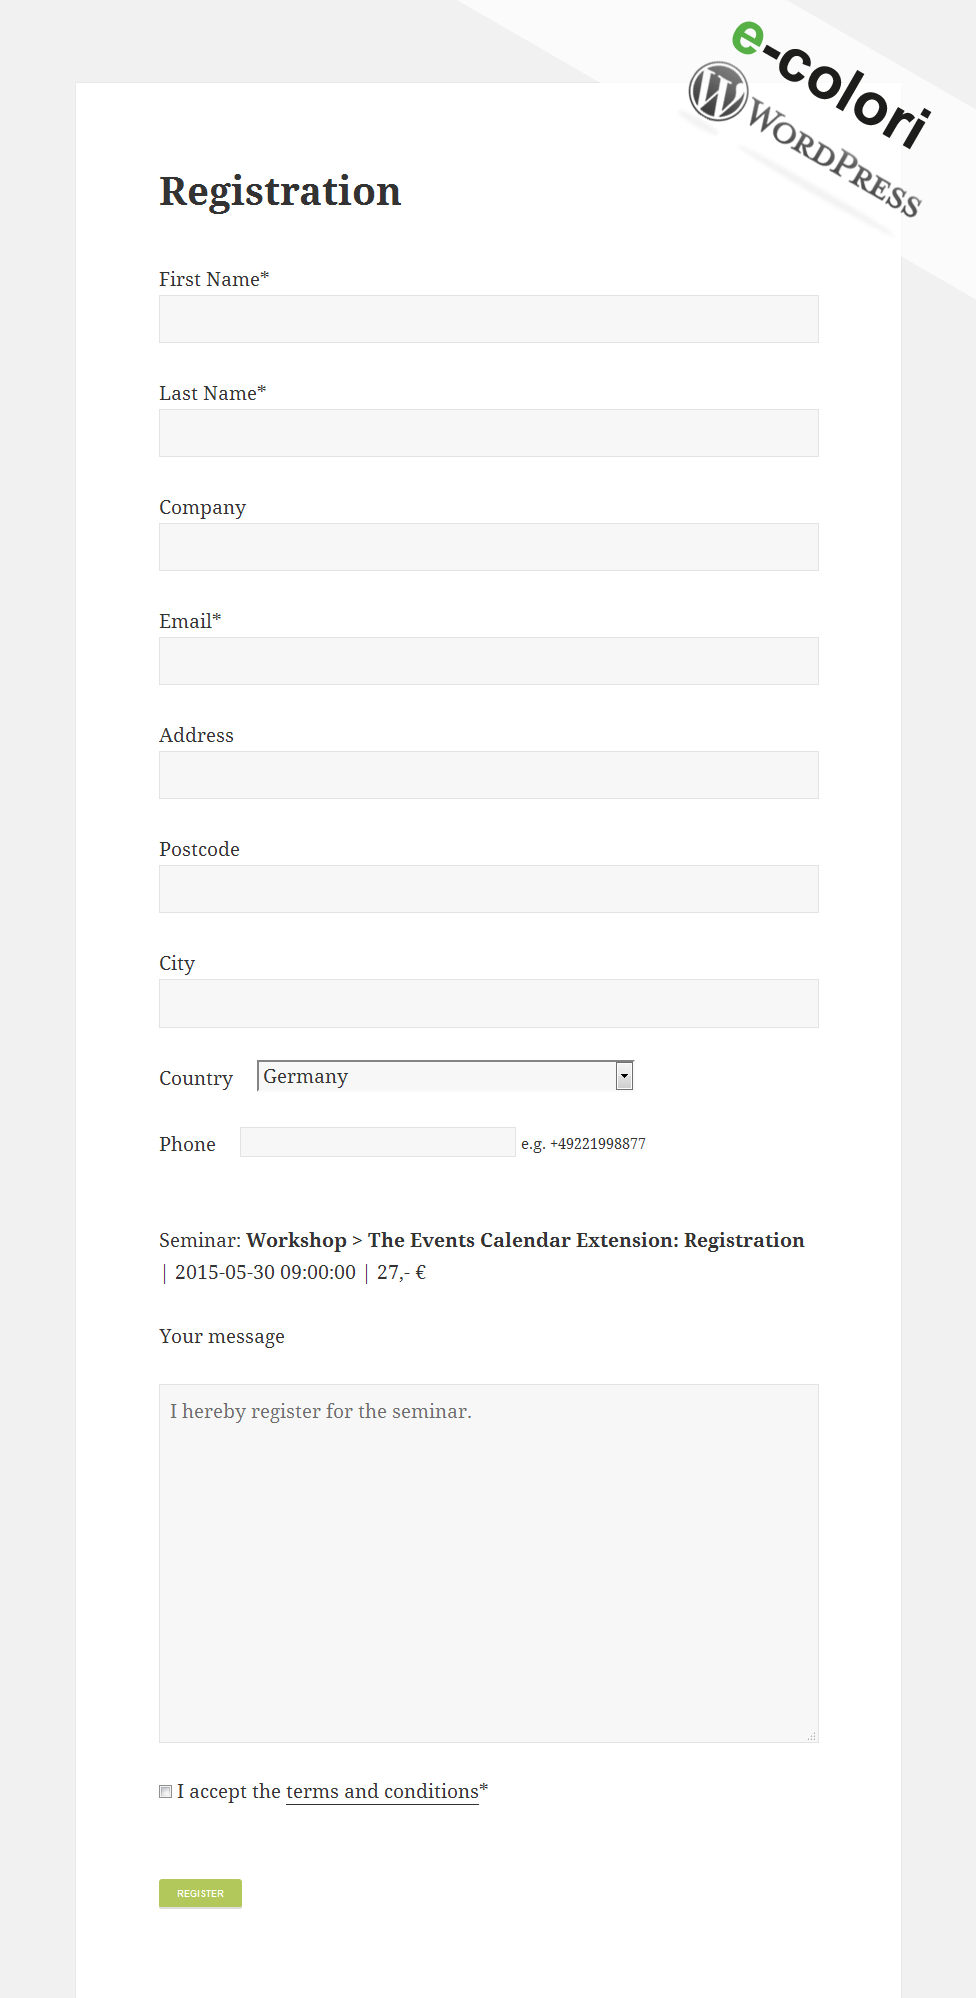 e-colori
WORDPRESS
Registration
First Name*
Last Name*
Company
Email*
Address
Postcode
City
Country Germany
Phone e.g. +49221998877
Seminar: Workshop > The Events Calendar Extension: Registration
| 2015-05-30 09:00:00 | 27,- €
Your message
I hereby register for the seminar.
I accept the terms and conditions*
REGISTER